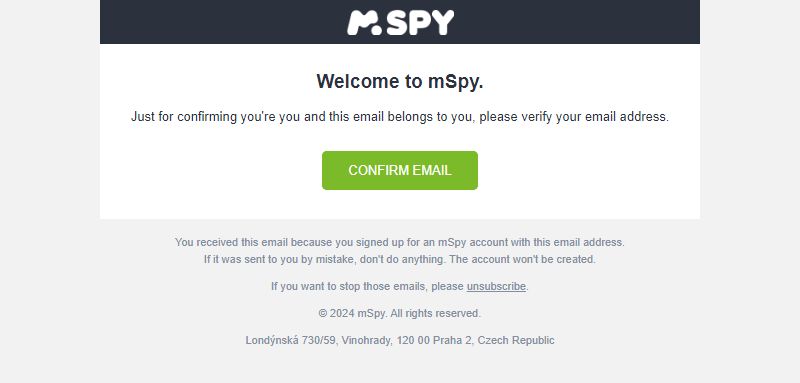 mSPY
Welcome to mSpy.
Just for confirming you're you and this email belongs to you, please verify your email address.
CONFIRM EMAIL
You received this email because you signed up for an mSpy account with this email address.
If it was sent to you by mistake, don't do anything. The account won't be created.
If you want to stop those emails, please unsubscribe.
© 2024 mSpy. All rights reserved.
Londýnská 730/59, Vinohrady, 120 00 Praha 2, Czech Republic